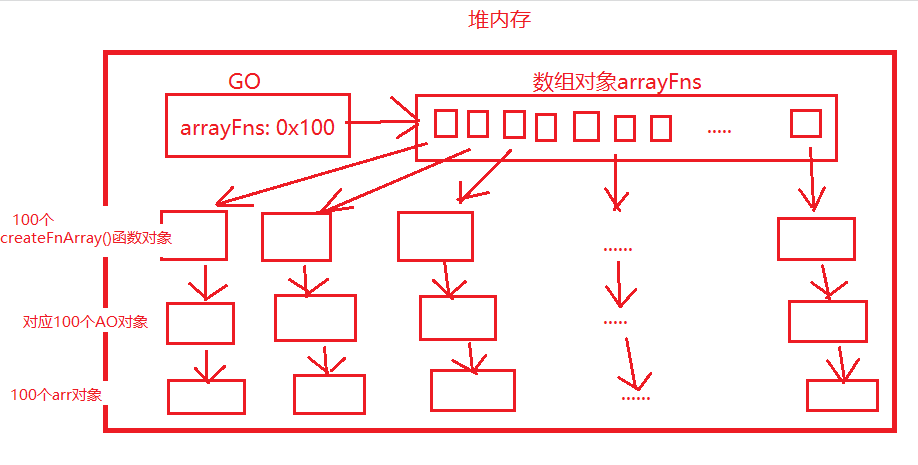 堆内存
GO
数组对象arrayFns
arrayFns: 0x100
.....
100个
createFnArray()函数对象
......
对应100个AO对象
.....
100个arr对象
......